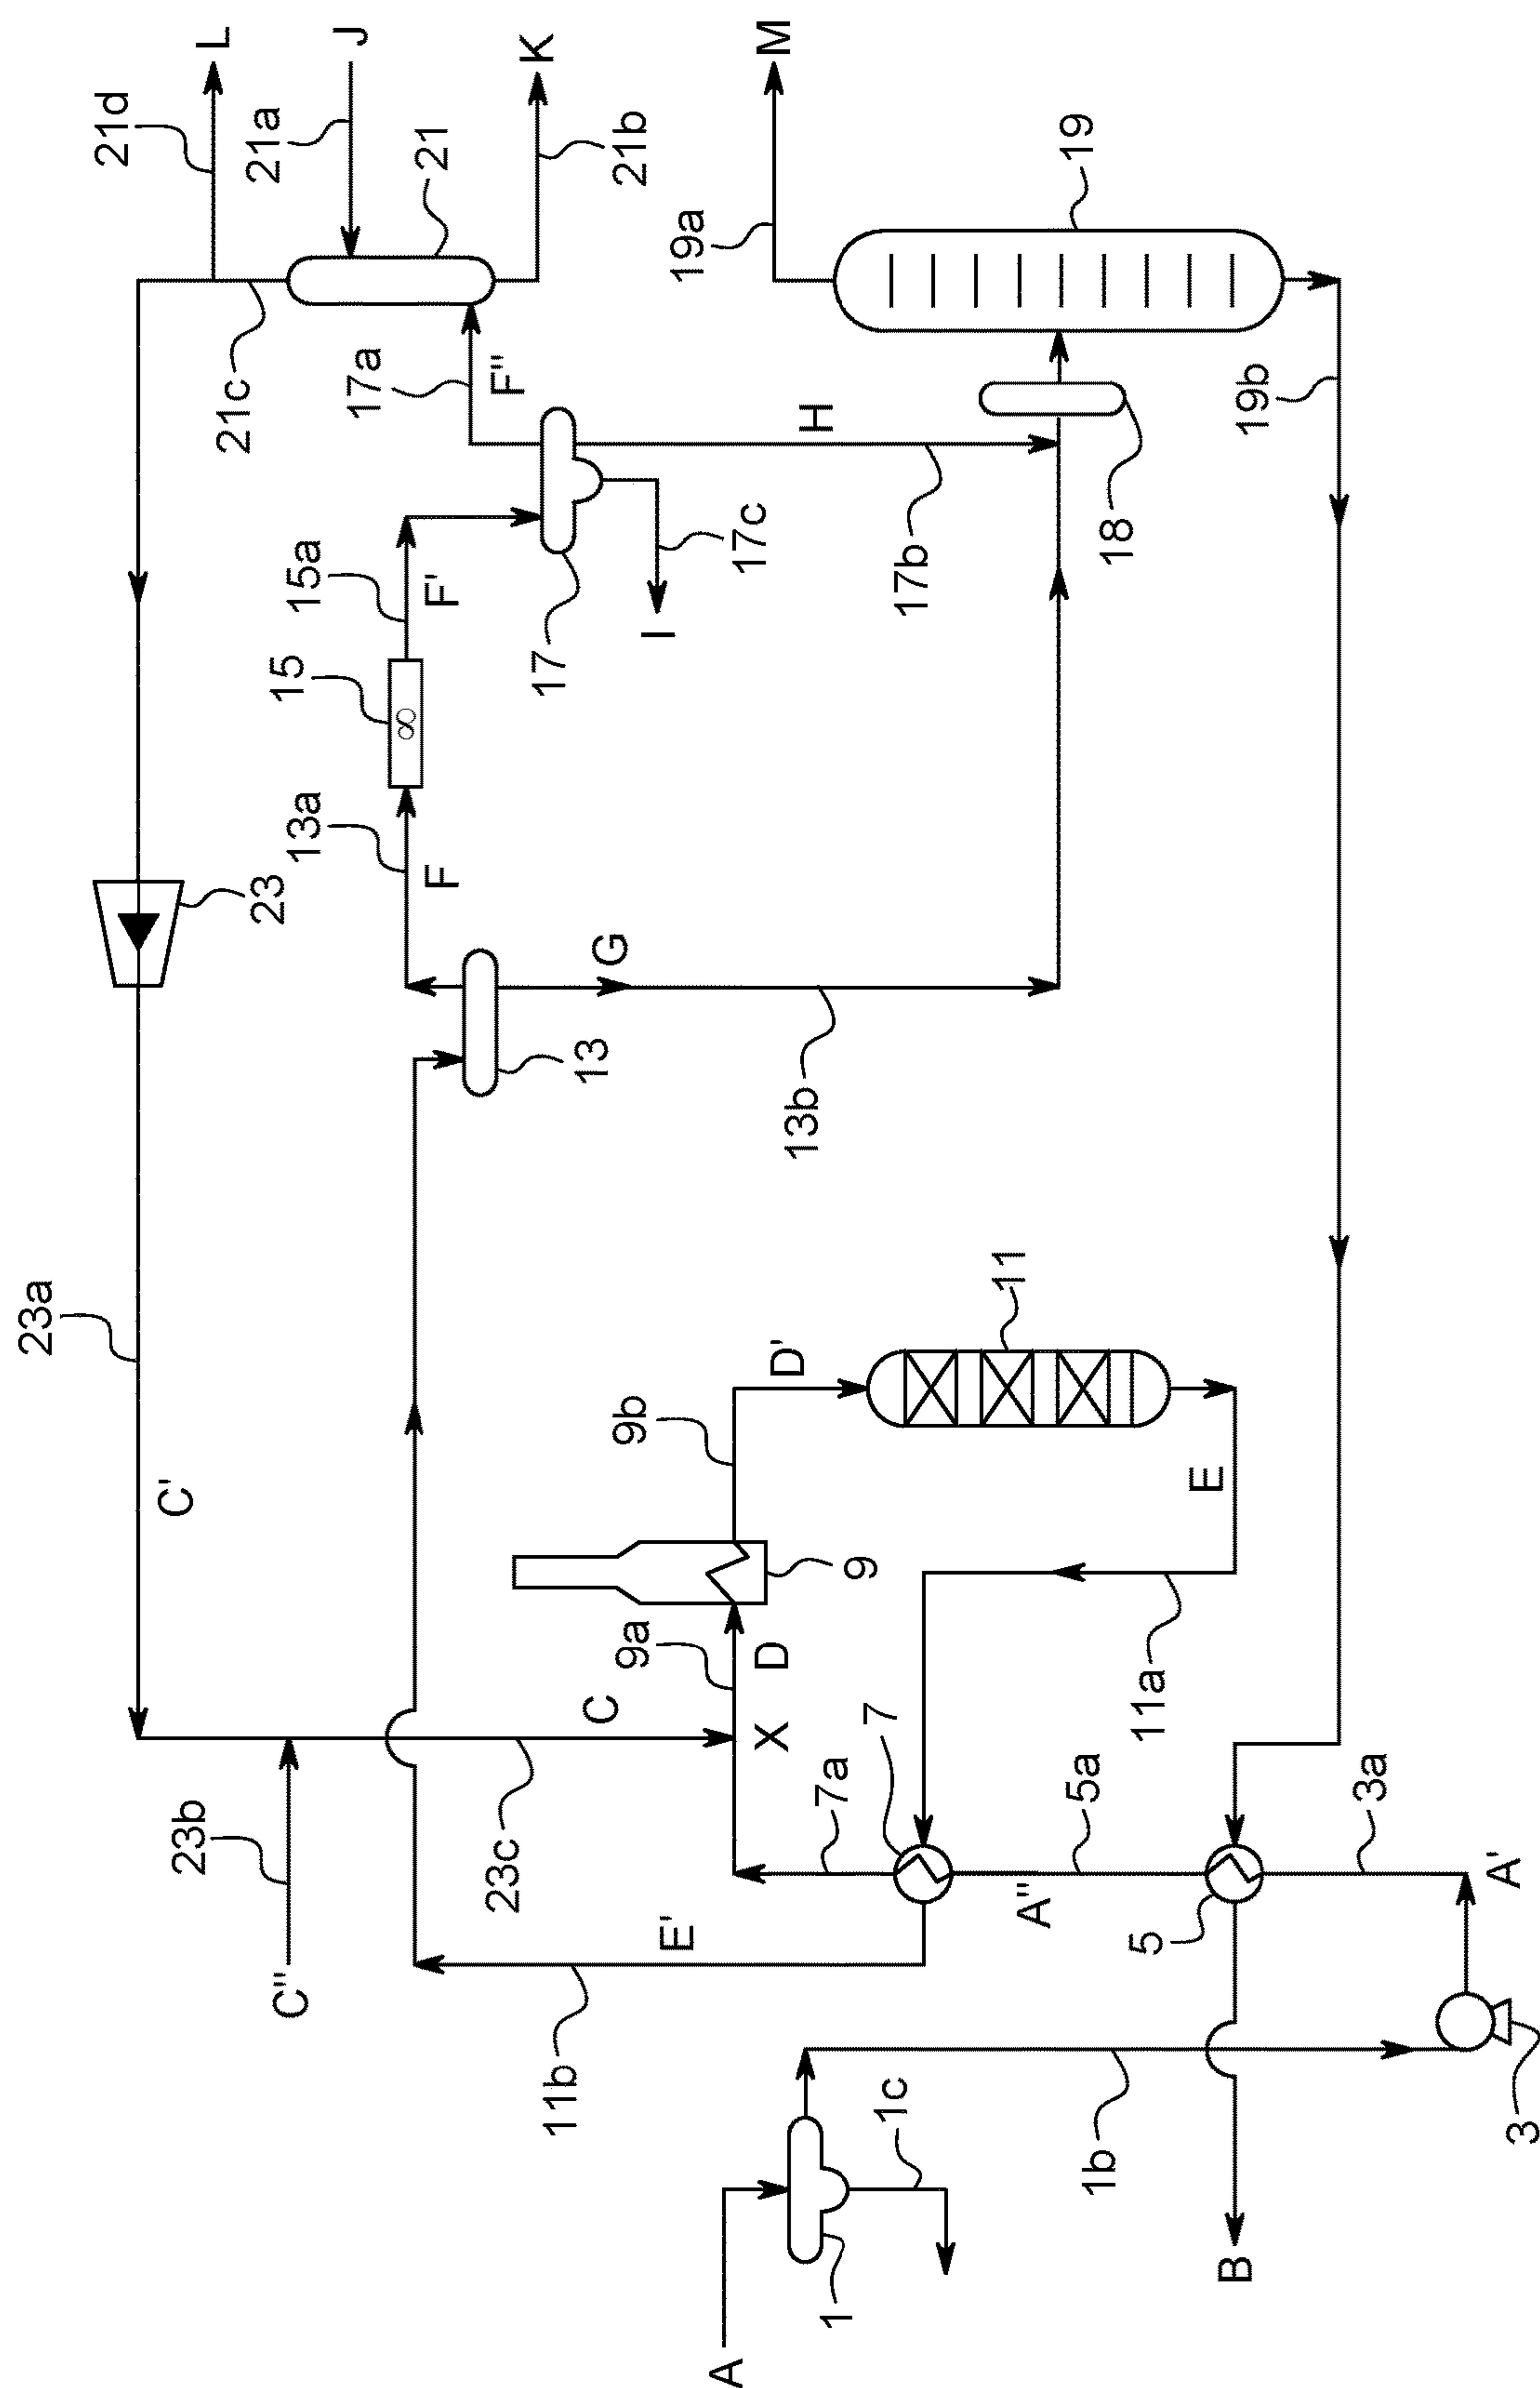 23a
21d
C'
23b
L
21c
23
21a
C''
15
13a
15a
J
17a
21
F
F'
23c
F''
K
17
11b
13
C
G
9a
9b
21b
I
E'
19a
A
17c
X
D
M
D'
13b
H
7a
1
9
7
1c
17b
11
A''
19
5a
1b
18
5
11a
E
B
19b
3a
A'
3